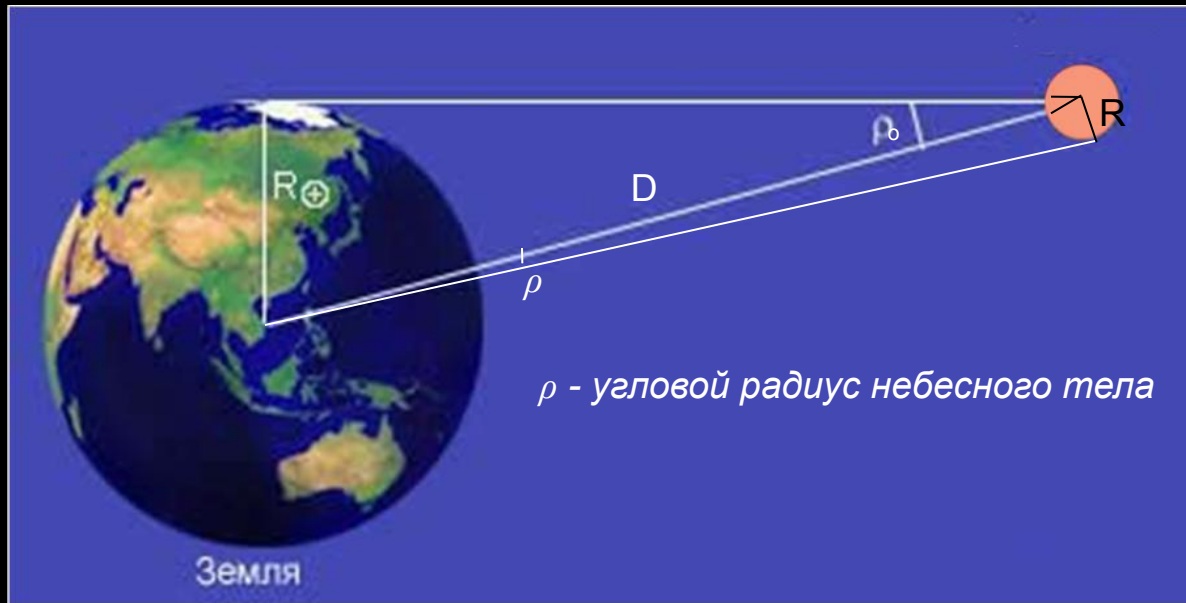 R
ρ₀
R⊕
D
ρ
ρ - угловой радиус небесного тела
Земля